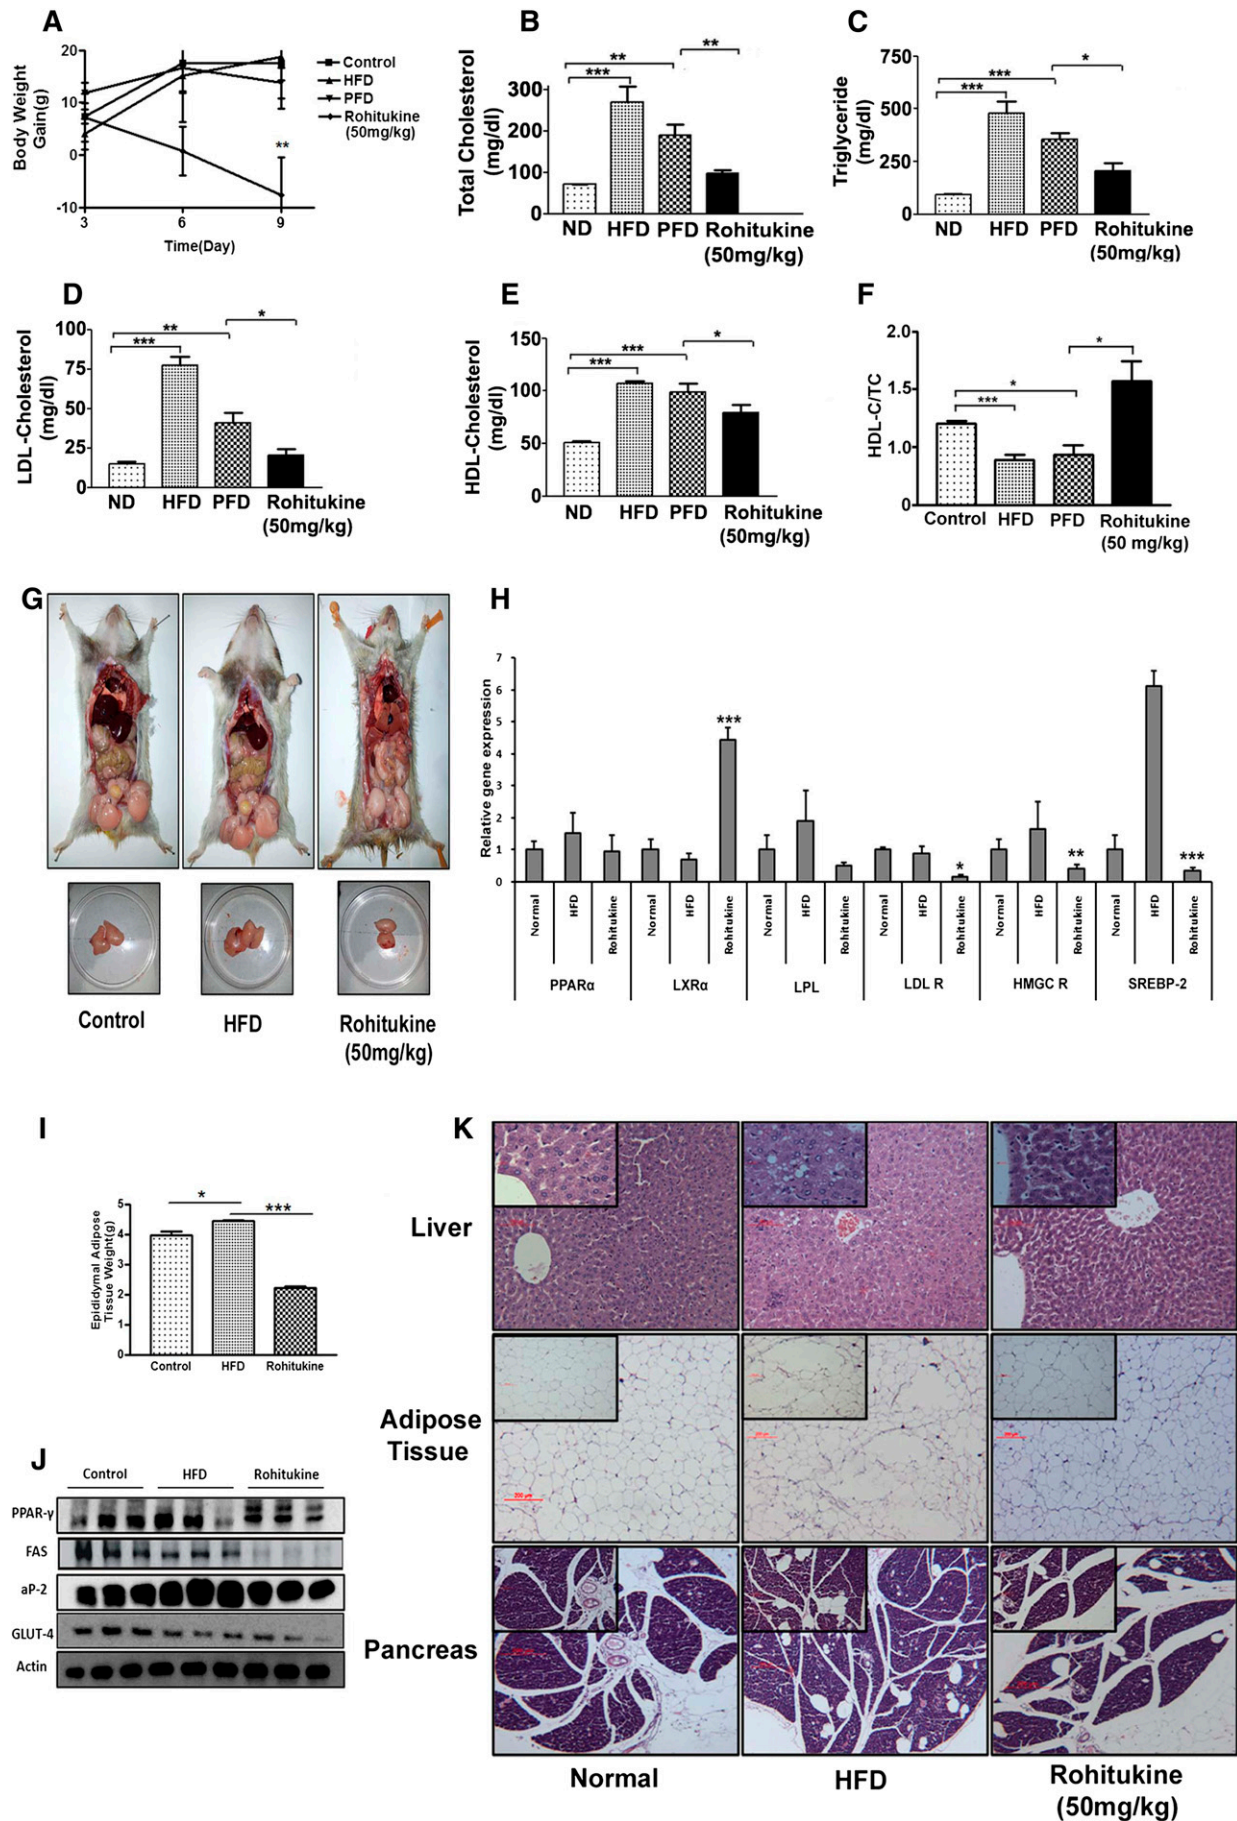 A
Body Weight
Gain(g)
20
10
0
-10
3
6
9
Time(Day)
**
Control
HFD
PFD
Rohitukine
(50mg/kg)
B
Total Cholesterol
(mg/dl)
300
200
100
0
***
**
**
ND
HFD
PFD
Rohitukine
(50mg/kg)
C
Triglyceride
(mg/dl)
750
500
250
0
***
***
*
ND
HFD
PFD
Rohitukine
(50mg/kg)
D
LDL-Cholesterol
(mg/dl)
100
75
50
25
0
***
**
*
ND
HFD
PFD
Rohitukine
(50mg/kg)
E
HDL-Cholesterol
(mg/dl)
150
100
50
0
***
***
*
ND
HFD
PFD
Rohitukine
(50mg/kg)
F
HDL-C/TC
2.0
1.5
1.0
0
***
*
*
Control
HFD
PFD
Rohitukine
(50 mg/kg)
G
Control
HFD
Rohitukine
(50mg/kg)
H
Relative gene expression
7
6
5
4
3
2
1
0
***
*
**
***
Normal
HFD
Rohitukine
Normal
HFD
Rohitukine
Normal
HFD
Rohitukine
Normal
HFD
Rohitukine
Normal
HFD
Rohitukine
Normal
HFD
Rohitukine
PPARα
LXRα
LPL
LDL R
HMGC R
SREBP-2
I
Epididymal Adipose
Tissue Weight(g)
5
4
3
2
1
0
*
***
Control
HFD
Rohitukine
J
Control
HFD
Rohitukine
PPAR-γ
FAS
aP-2
GLUT-4
Actin
K
Liver
Adipose
Tissue
Pancreas
200 µm
Normal
HFD
Rohitukine
(50mg/kg)